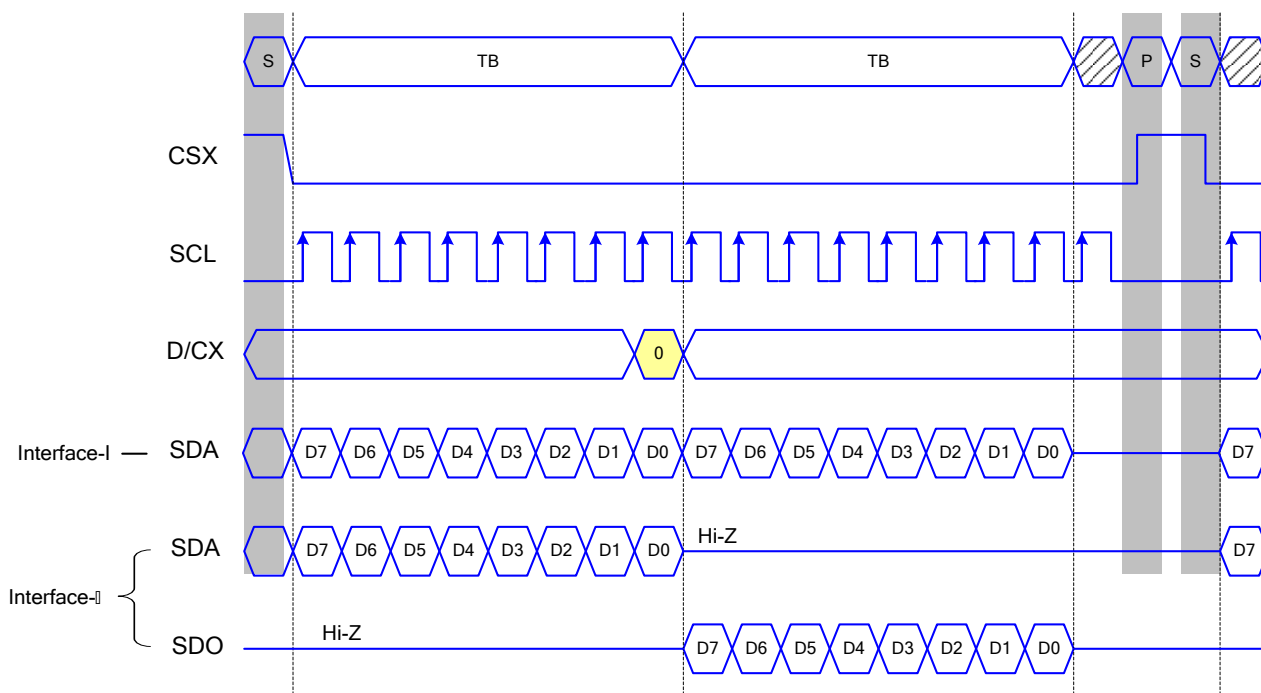 S TB TB P S
CSX
SCL
D/CX 0
Interface-I SDA D7 D6 D5 D4 D3 D2 D1 D0 D7 D6 D5 D4 D3 D2 D1 D0 D7
SDA D7 D6 D5 D4 D3 D2 D1 D0 Hi-Z D7
Interface-▯
SDO Hi-Z D7 D6 D5 D4 D3 D2 D1 D0